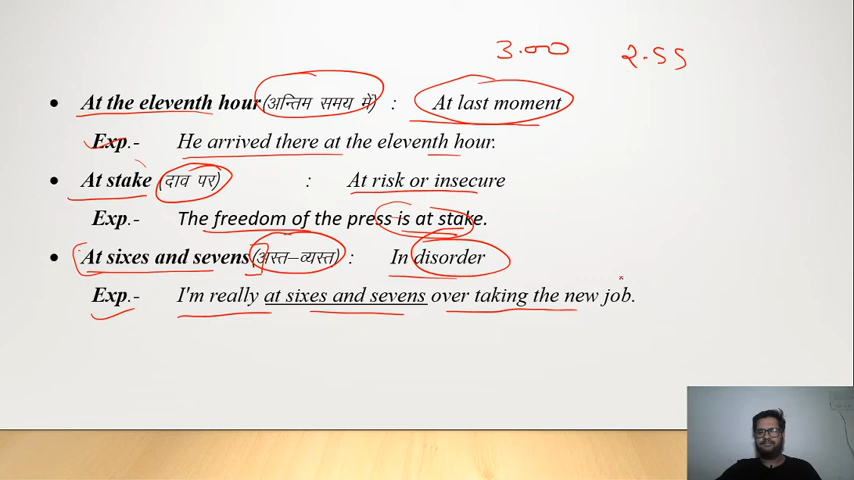 3.00 2.55
• At the eleventh hour(अन्तिम समय में) : At last moment
Exp.- He arrived there at the eleventh hour.
• At stake (दाव पर) : At risk or insecure
Exp.- The freedom of the press is at stake.
• At sixes and sevens(अस्त–व्यस्त) : In disorder
Exp.- I'm really at sixes and sevens over taking the new job.